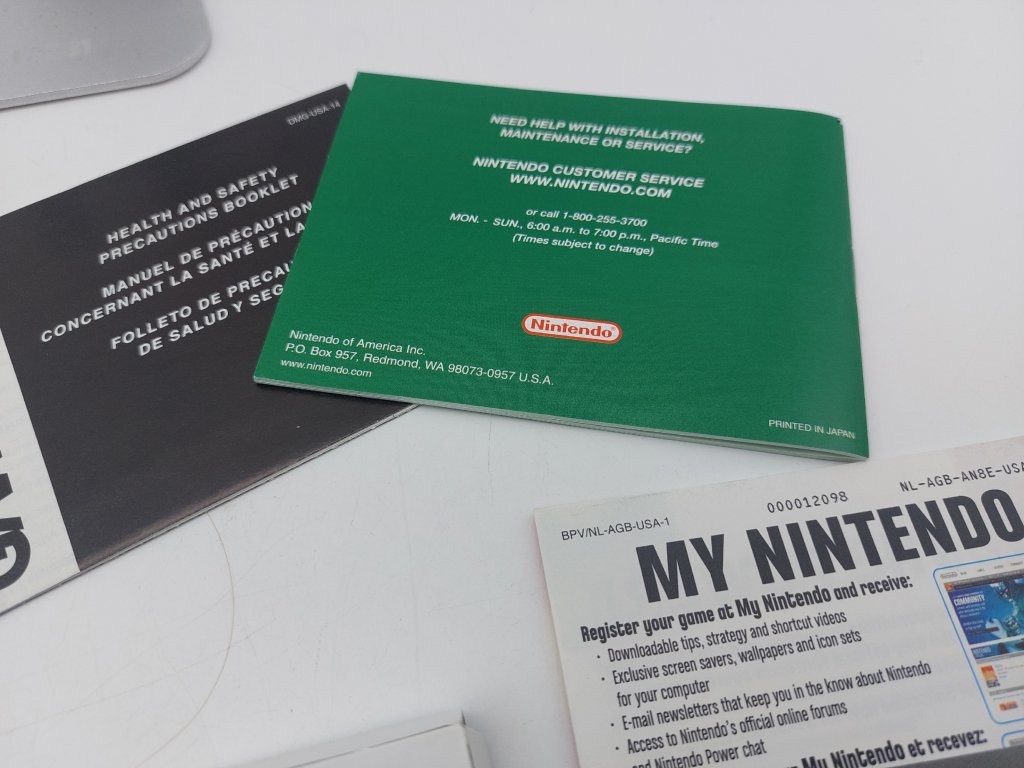 DMG-USA-14
HEALTH AND SAFETY
PRECAUTIONS BOOKLET
MANUEL DE PRÉCAUTION
CONCERNANT LA SANTÉ ET LA
FOLLETO DE PRECAU
DE SALUD Y SEG
NEED HELP WITH INSTALLATION,
MAINTENANCE OR SERVICE?
NINTENDO CUSTOMER SERVICE
WWW.NINTENDO.COM
or call 1-800-255-3700
MON. - SUN., 6:00 a.m. to 7:00 p.m., Pacific Time
(Times subject to change)
Nintendo®
Nintendo of America Inc.
P.O. Box 957, Redmond, WA 98073-0957 U.S.A.
www.nintendo.com
PRINTED IN JAPAN
BPV/NL-AGB-USA-1
000012098
NL-AGB-AN8E-USA
MY NINTENDO
Register your game at My Nintendo and receive:
· Downloadable tips, strategy and shortcut videos
· Exclusive screen savers, wallpapers and icon sets
for your computer
· E-mail newsletters that keep you in the know about Nintendo
· Access to Nintendo's official online forums
and Nintendo Power chat
My Nintendo et recevez:
COMMUNITY